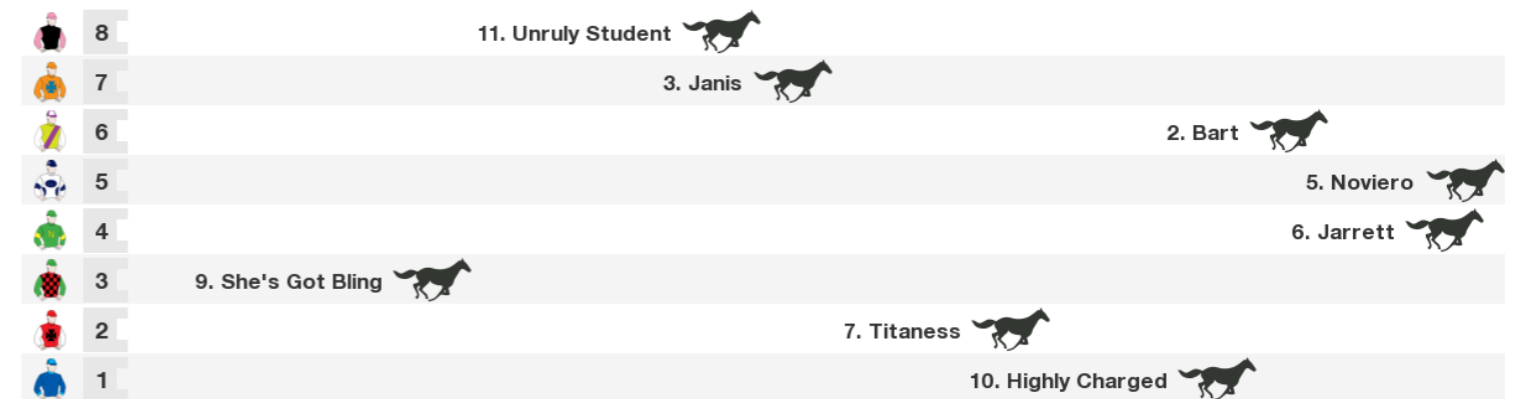 8 11. Unruly Student
7 3. Janis
6 2. Bart
5 5. Noviero
4 N 6. Jarrett
3 9. She's Got Bling
2 7. Titaness
1 10. Highly Charged